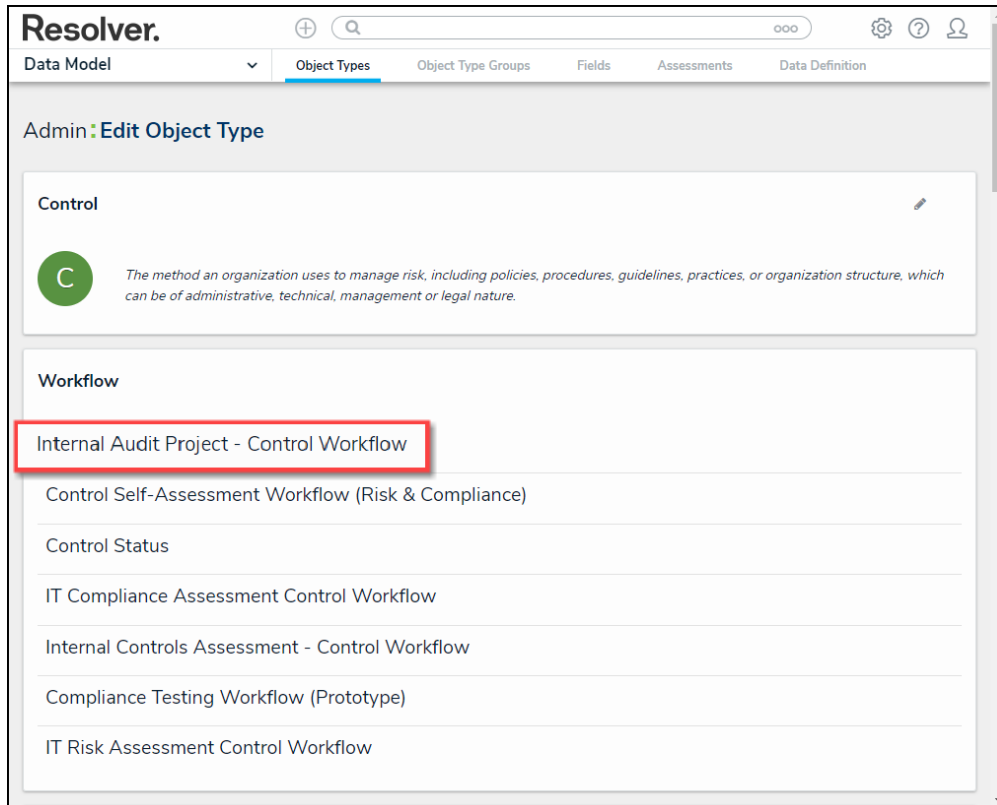 Resolver.
Data Model
Object Types
Object Type Groups
Fields
Assessments
Data Definition
Admin:Edit Object Type
Control
C
The method an organization uses to manage risk, including policies, procedures, guidelines, practices, or organization structure, which
can be of administrative, technical, management or legal nature.
Workflow
Internal Audit Project - Control Workflow
Control Self-Assessment Workflow (Risk & Compliance)
Control Status
IT Compliance Assessment Control Workflow
Internal Controls Assessment - Control Workflow
Compliance Testing Workflow (Prototype)
IT Risk Assessment Control Workflow